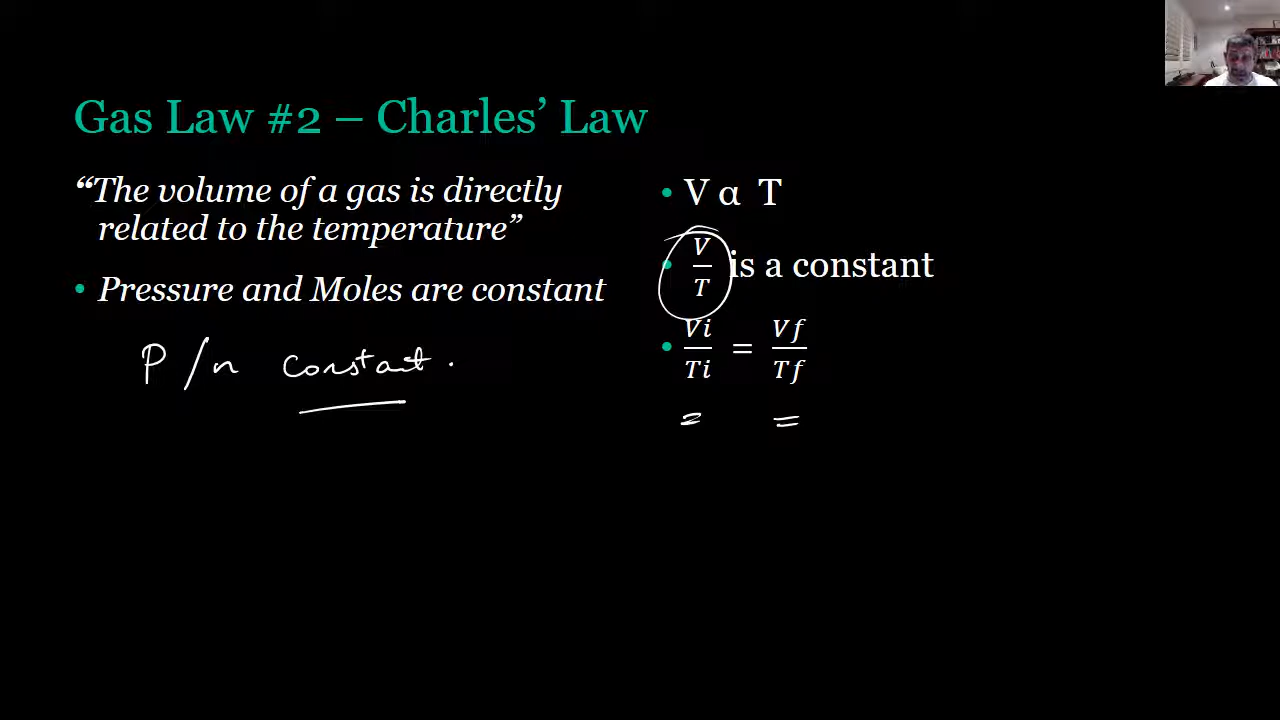 Gas Law #2 – Charles’ Law
“The volume of a gas is directly
related to the temperature”
• Pressure and Moles are constant
P/n constant.
• V α T
• V/T is a constant
• Vi/Ti = Vf/Tf
= =